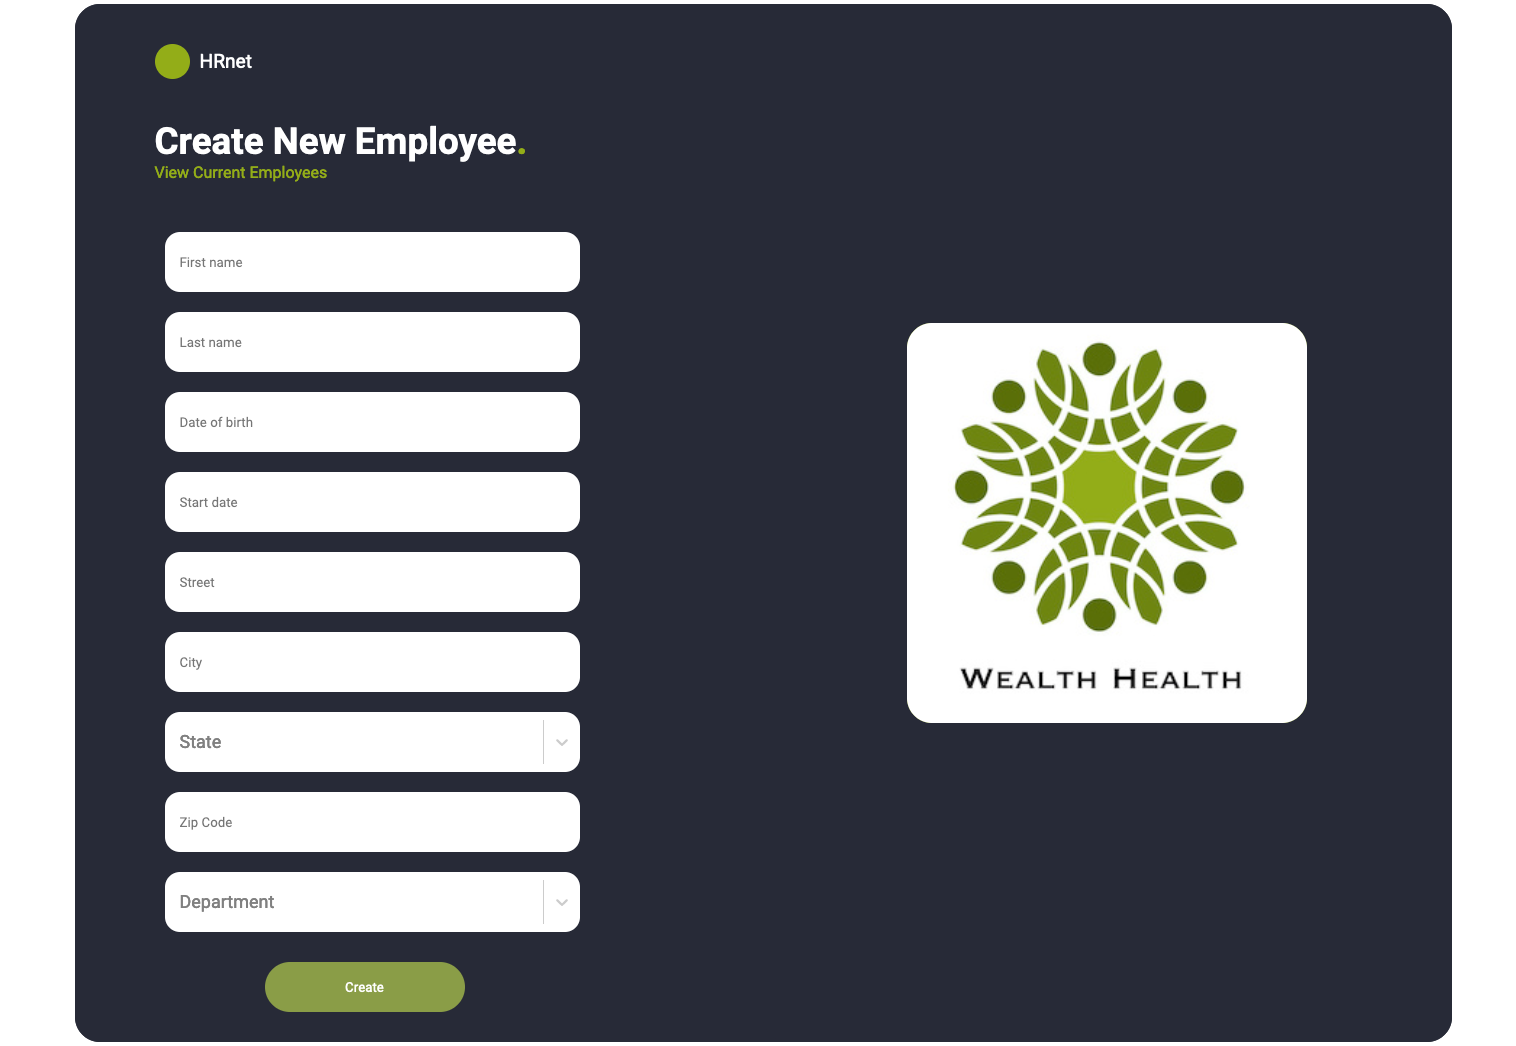 HRnet
Create New Employee.
View Current Employees
First name
Last name
Date of birth
Start date
Street
City
State
Zip Code
Department
Create
WEALTH HEALTH